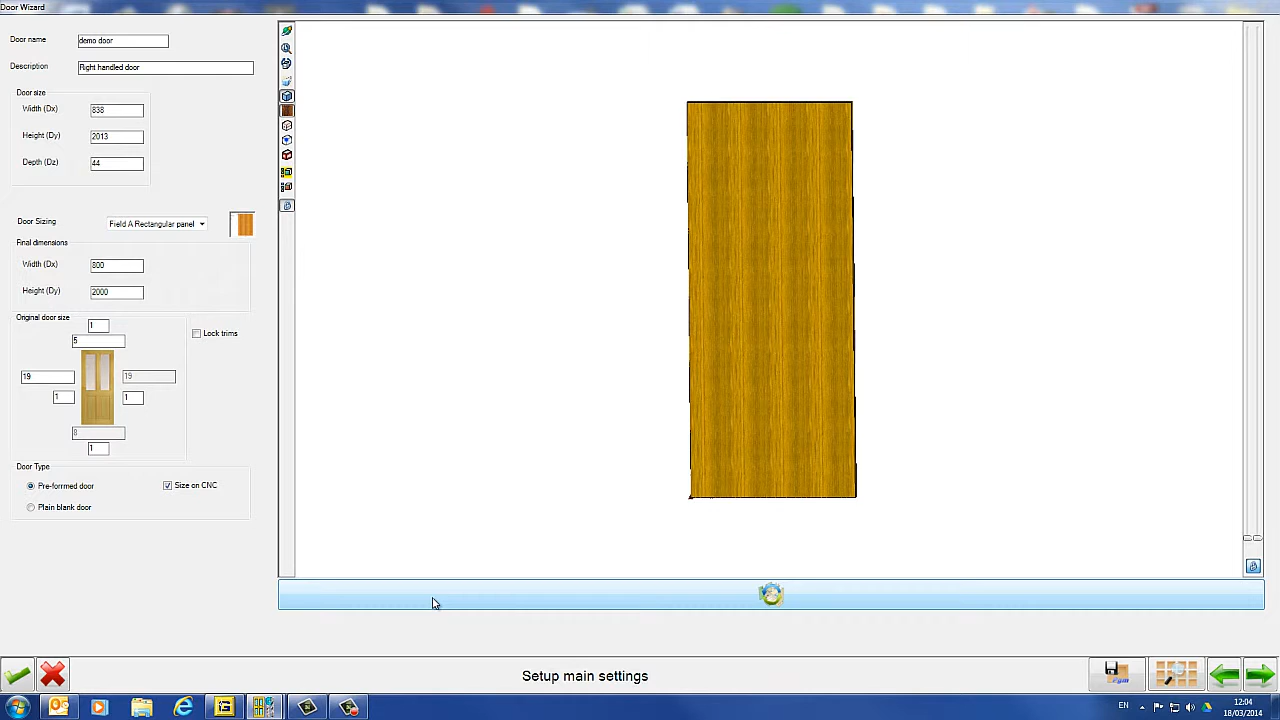 Door Wizard
Door name demo door
Description Right handled door
Door size
Width (Dx) 838
Height (Dy) 2013
Depth (Dz) 44
Door Sizing Field A Rectangular panel
Final dimensions
Width (Dx) 800
Height (Dy) 2000
Original door size
1
5
Lock trims
19 19
1 1
8
1
Door Type
Pre-forrmed door Size on CNC
Plain blank door
Setup main settings
EN 12:04
18/03/2014